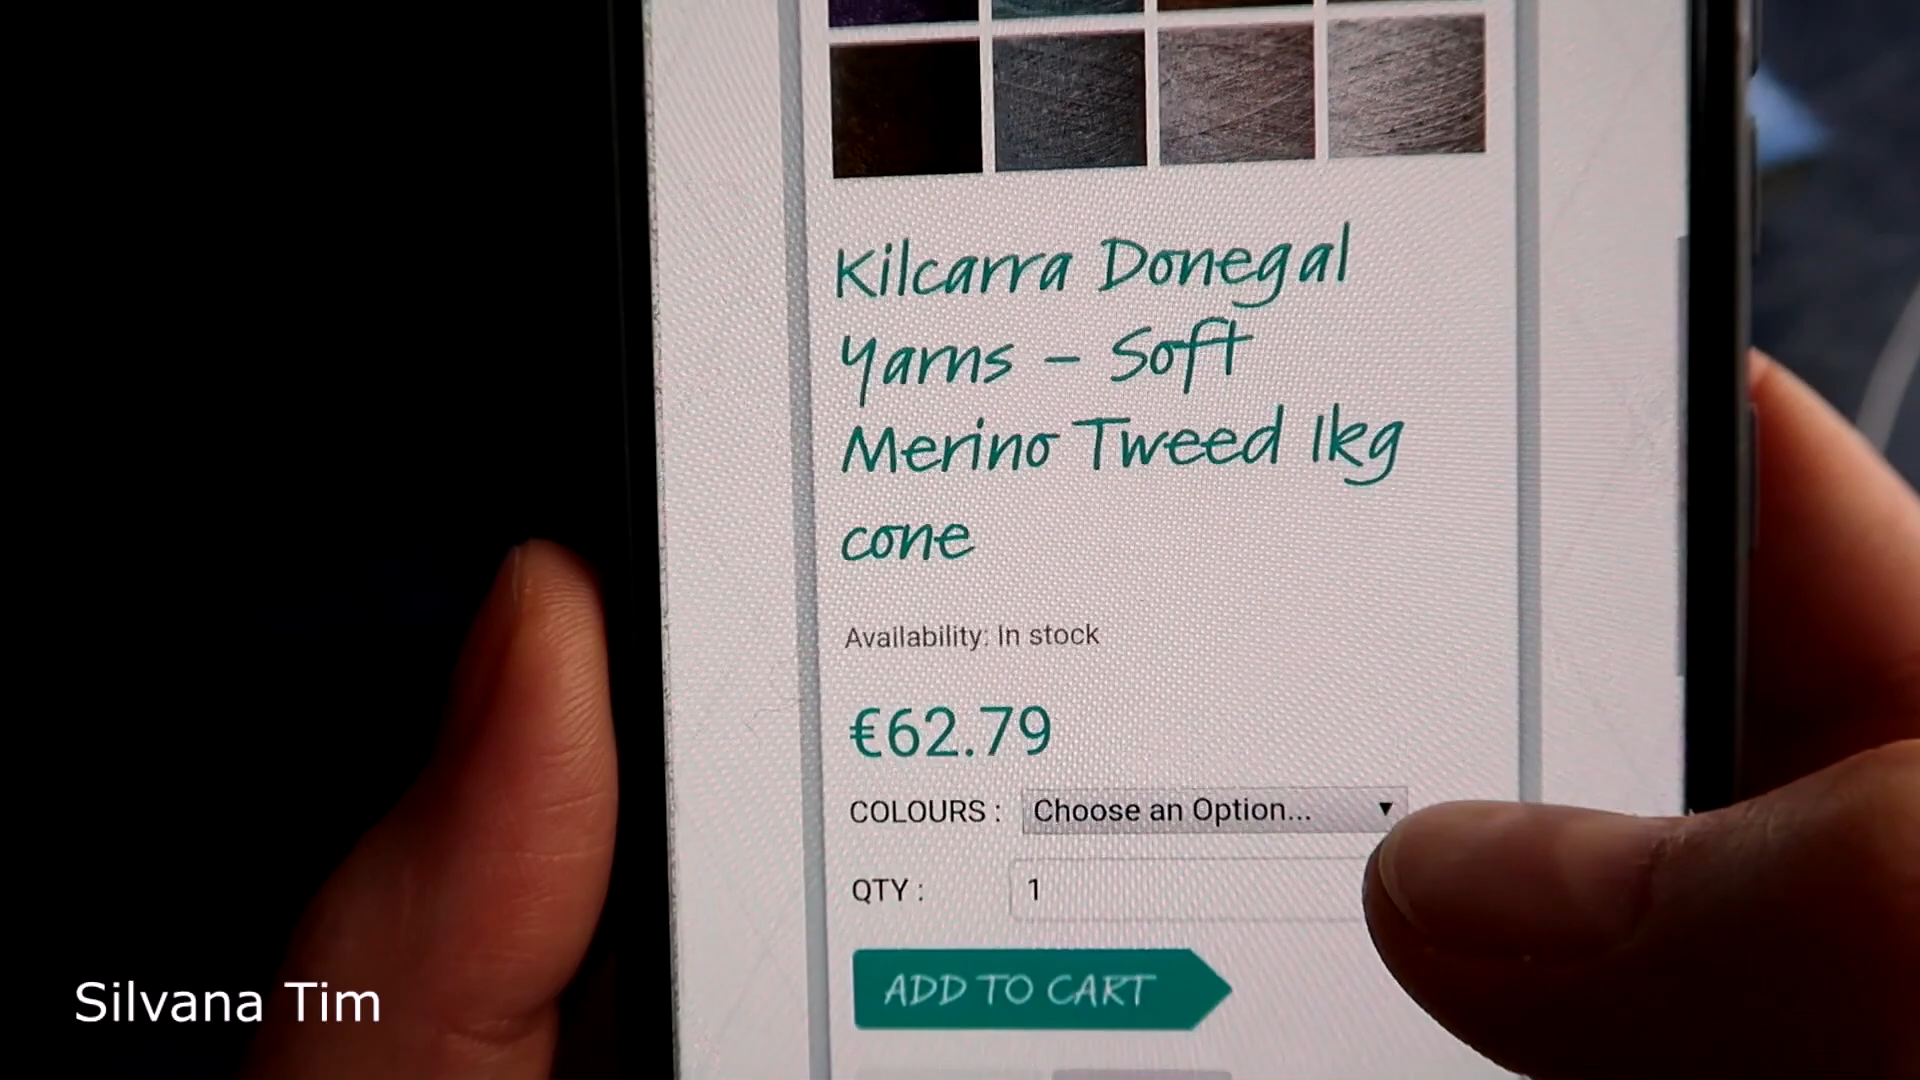 Kilcarra Donegal
Yarns - Soft
Merino Tweed 1kg
cone
Availability: In stock
€62.79
COLOURS : Choose an Option...
QTY : 1
ADD TO CART
Silvana Tim